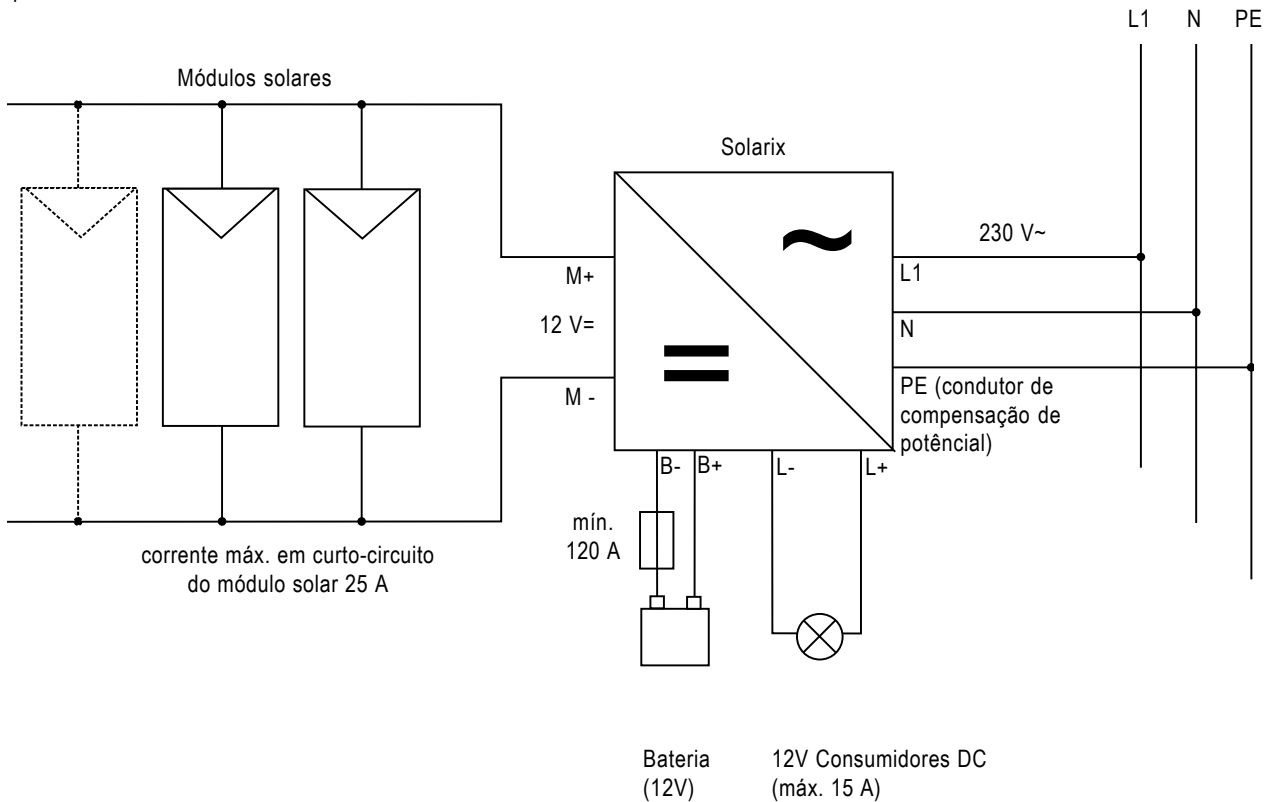 L1 N PE
Módulos solares
Solarix
230 V~
M+
L1
12 V=
N
M -
PE (condutor de
compensação de
potêncial)
B- B+ L- L+
mín.
120 A
corrente máx. em curto-circuito
do módulo solar 25 A
Bateria
(12V)
12V Consumidores DC
(máx. 15 A)